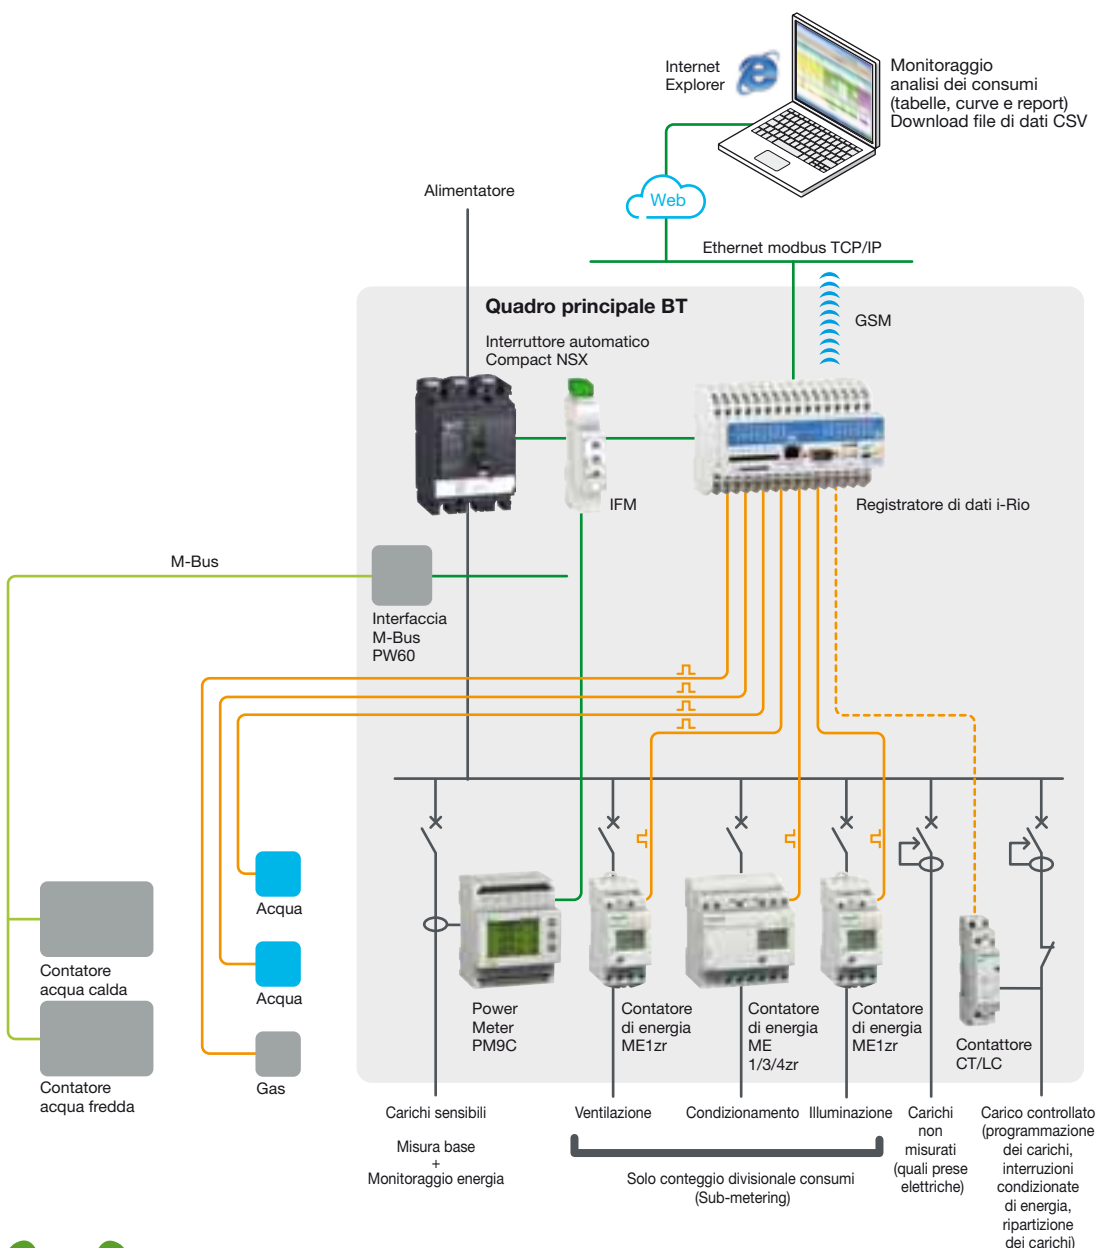 Internet
Explorer
Monitoraggio
analisi dei consumi
(tabelle, curve e report)
Download file di dati CSV
Alimentatore
Web
Ethernet modbus TCP/IP
Quadro principale BT
GSM
Interruttore automatico
Compact NSX
IFM
Registratore di dati i-Rio
M-Bus
Interfaccia
M-Bus
PW60
Acqua
Acqua
Gas
Contatore
acqua calda
Contatore
acqua fredda
Power
Meter
PM9C
Contatore
di energia
ME1zr
Contatore
di energia
ME
1/3/4zr
Contatore
di energia
ME1zr
Contattore
CT/LC
Carichi sensibili
Misura base
+
Monitoraggio energia
Ventilazione
Condizionamento
Illuminazione
Solo conteggio divisionale consumi
(Sub-metering)
Carichi
non
misurati
(quali prese
elettriche)
Carico controllato
(programmazione
dei carichi,
interruzioni
condizionate
di energia,
ripartizione
dei carichi)